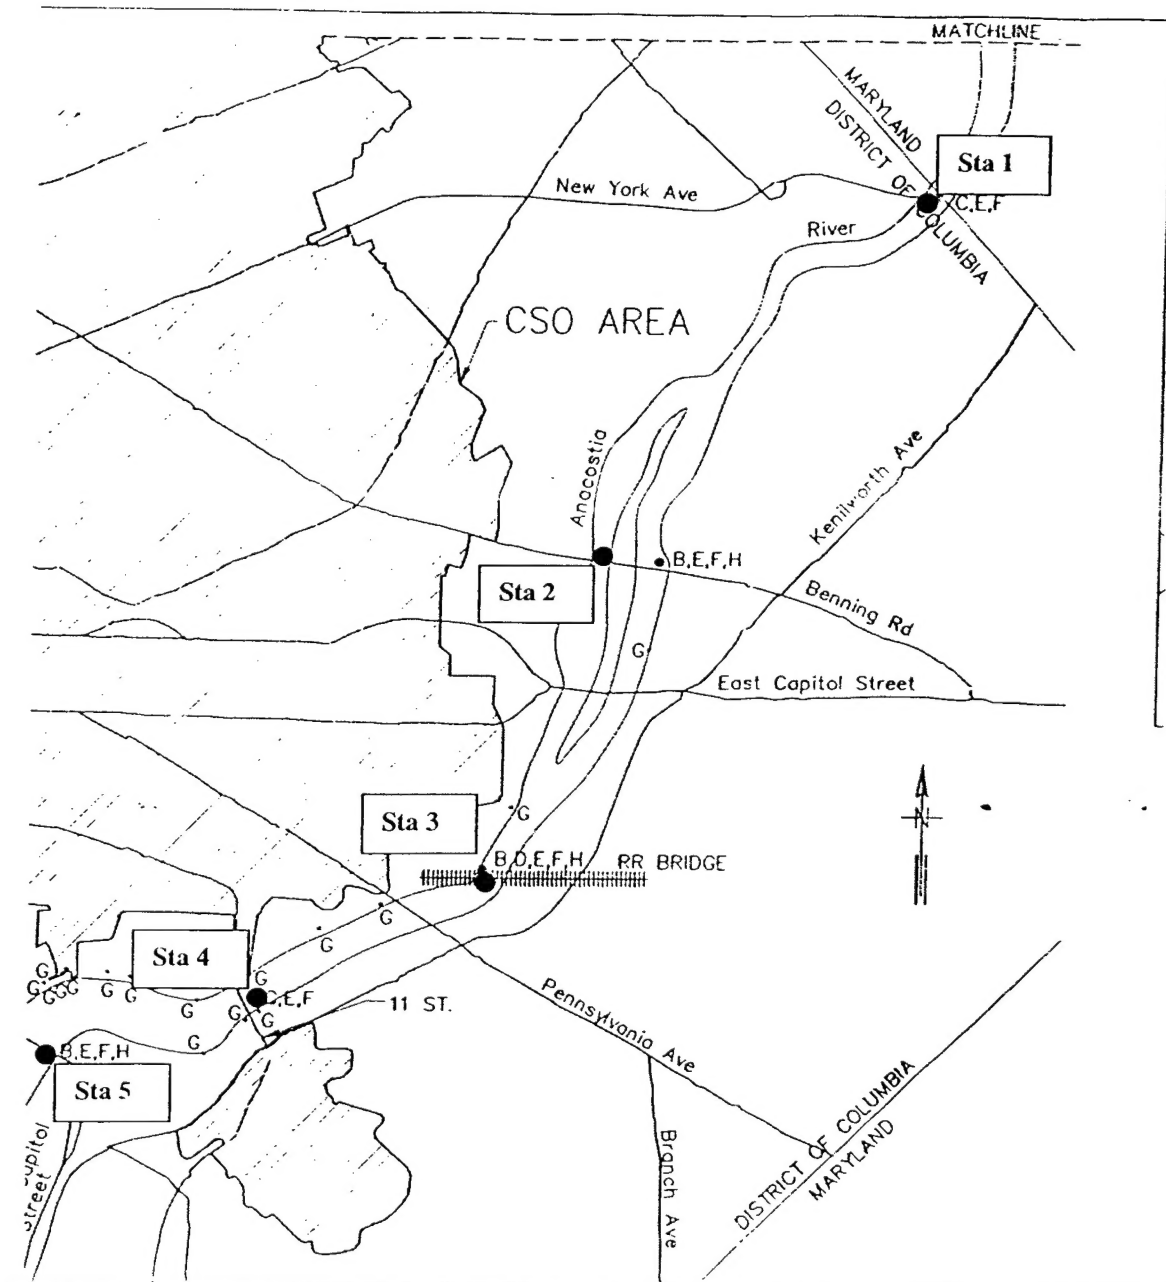 MATCHLINE
MARYLAND
DISTRICT OF COLUMBIA
Sta 1
C,E,F
New York Ave
River
CSO AREA
Anacostia
Kenilworth Ave
B,E,F,H
Sta 2
Benning Rd
G
East Capitol Street
Sta 3
G
B,D,E,F,H
RR BRIDGE
N
G
G
Sta 4
G
G
G
G
G
G
G
G
G
,E,F
G
G
11 ST.
G
Pennsylvania Ave
B,E,F,H
Sta 5
Branch Ave
DISTRICT OF COLUMBIA
MARYLAND
apitol
treet